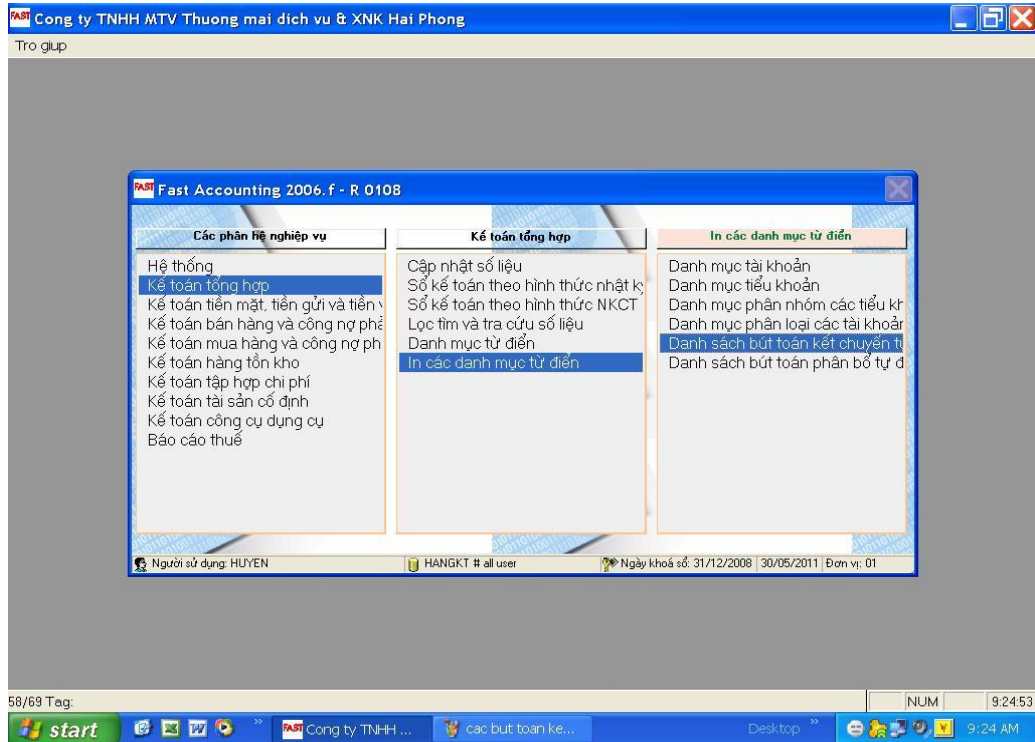 FAST Cong ty TNHH MTV Thuong mai dich vu & XNK Hai Phong
Tro giup
FAST Fast Accounting 2006.f - R 0108
Các phân hệ nghiệp vụ
Kế toán tổng hợp
In các danh mục từ điển
Hệ thống
Kế toán tổng hợp
Kế toán tiền mặt, tiền gửi và tiền v
Kế toán bán hàng và công nợ phả
Kế toán mua hàng và công nợ ph
Kế toán hàng tồn kho
Kế toán tập hợp chi phí
Kế toán tài sản cố định
Kế toán công cụ dụng cụ
Báo cáo thuế
Cập nhật số liệu
Sổ kế toán theo hình thức nhật ký
Sổ kế toán theo hình thức NKCT
Lọc tìm và tra cứu số liệu
Danh mục từ điển
In các danh mục từ điển
Danh mục tài khoản
Danh mục tiểu khoản
Danh mục phân nhóm các tiểu kh
Danh mục phân loại các tài khoản
Danh sách bút toán kết chuyển tự
Danh sách bút toán phân bổ tự đ
Người sử dụng: HUYEN
HANGKT # all user
Ngày khoá sổ: 31/12/2008 30/05/2011 Đơn vị: 01
58/69 Tag:
NUM 9:24:53
start
FAST Cong ty TNHH ...
cac but toan ke...
Desktop
9:24 AM